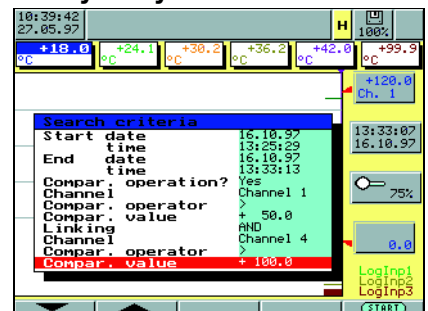 10:39:42
27.05.97
H
100%
+18.0 +24.1 +30.2 +36.2 +42.0 +99.9
°C °C °C °C °C °C
+120.0
Ch. 1
Search criteria
Start date 16.10.97
time 13:25:29
End date 16.10.97
time 13:33:13
Compar. operation? Yes
Channel Channel 1
Compar. operator >
Compar. value + 50.0
Linking AND
Channel Channel 4
Compar. operator >
Compar. value + 100.0
13:33:07
16.10.97
75%
0.0
LogInp1
LogInp2
LogInp3
(START)